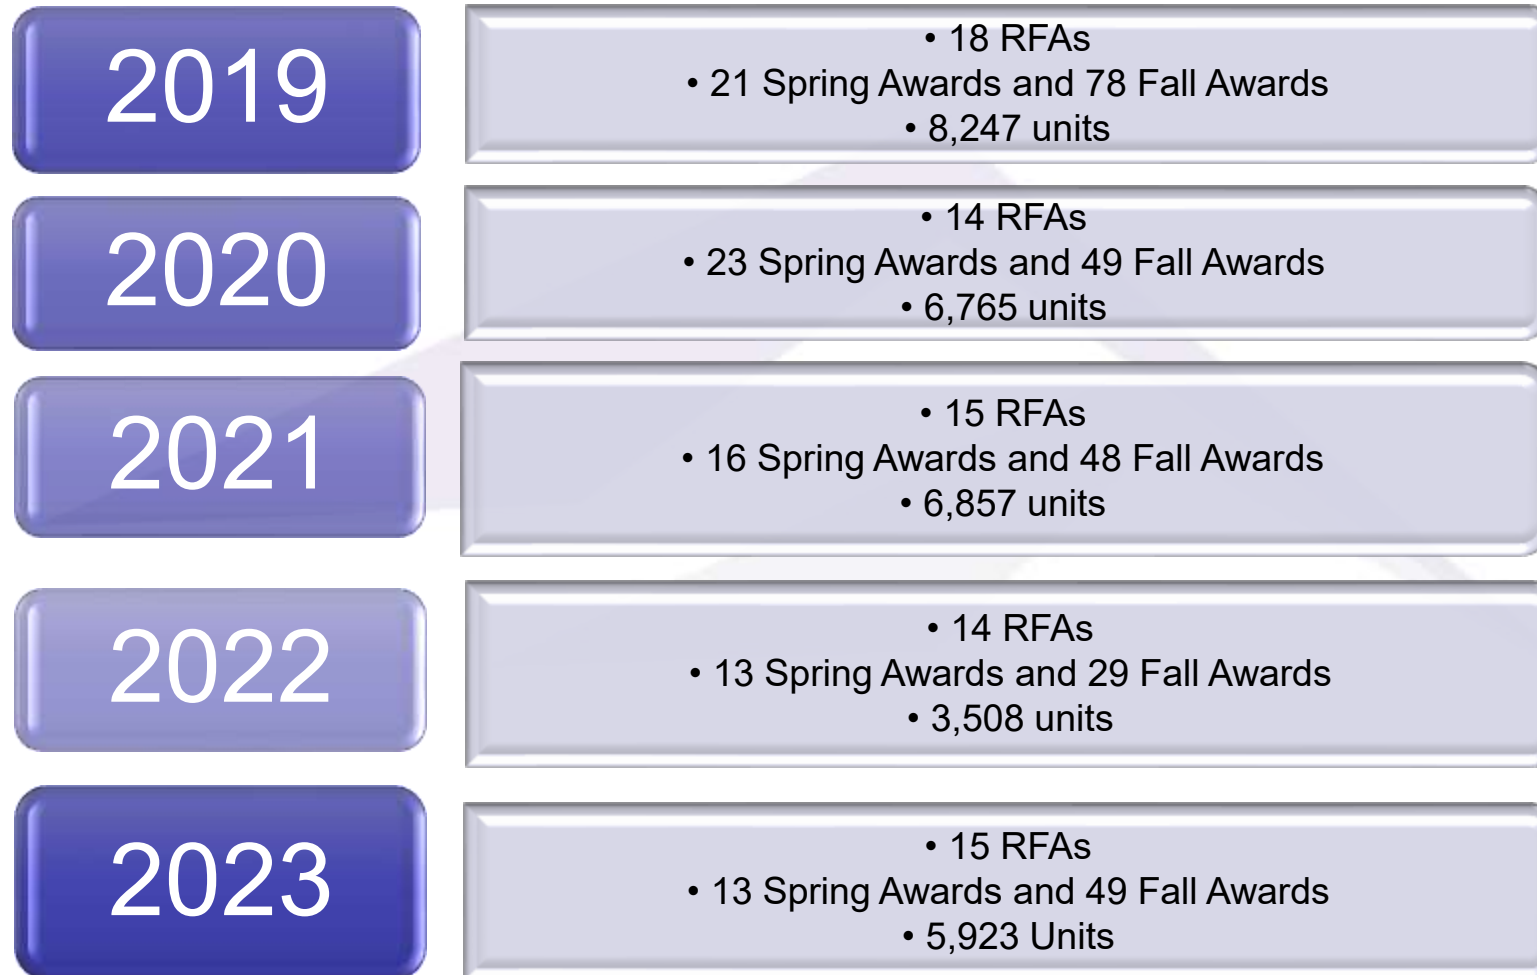 2019
• 18 RFAs
• 21 Spring Awards and 78 Fall Awards
• 8,247 units
2020
• 14 RFAs
• 23 Spring Awards and 49 Fall Awards
• 6,765 units
2021
• 15 RFAs
• 16 Spring Awards and 48 Fall Awards
• 6,857 units
2022
• 14 RFAs
• 13 Spring Awards and 29 Fall Awards
• 3,508 units
2023
• 15 RFAs
• 13 Spring Awards and 49 Fall Awards
• 5,923 Units